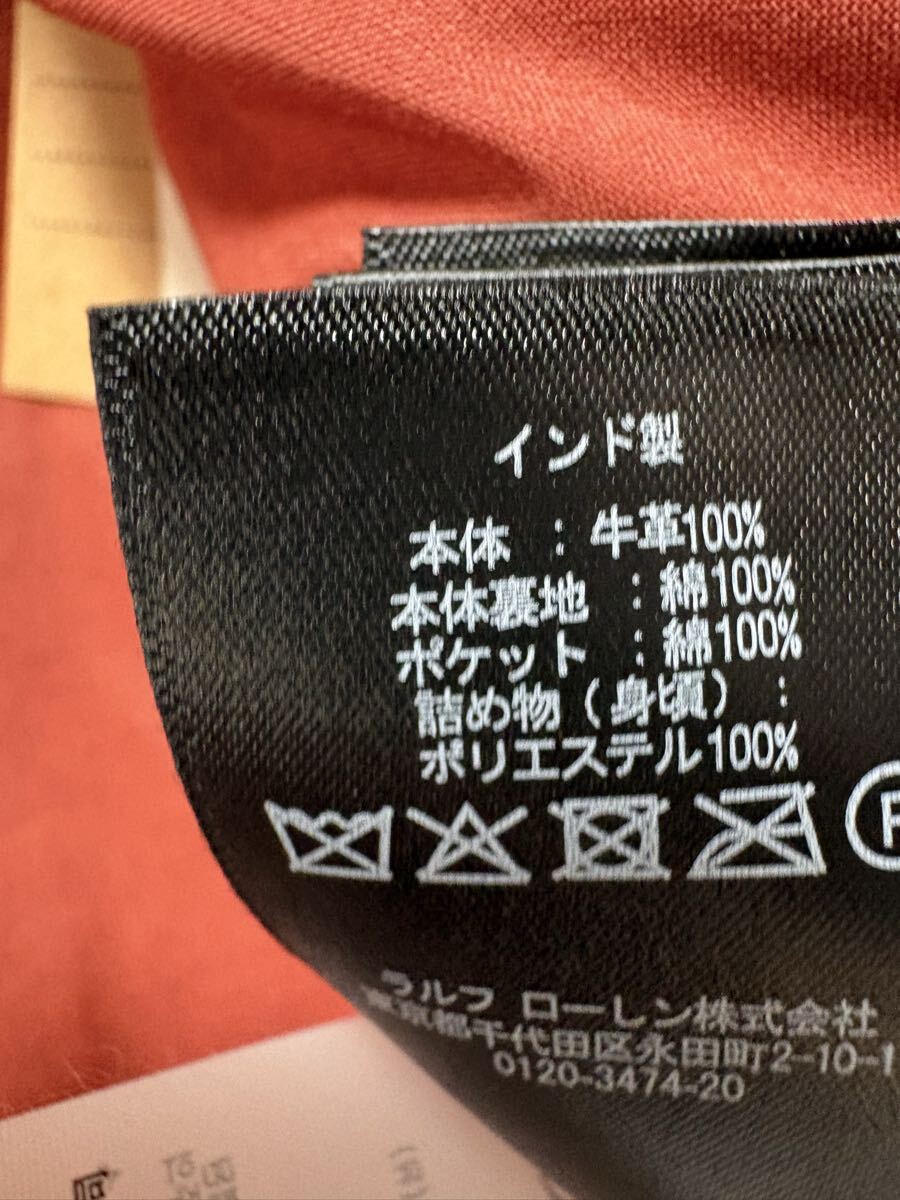 インド製
本体 : 牛革100%
本体裏地 : 綿100%
ポケット : 綿100%
詰め物(身頃) :
ポリエステル100%
ラルフ ローレン株式会社
東京都千代田区永田町2-10-1
0120-3474-20